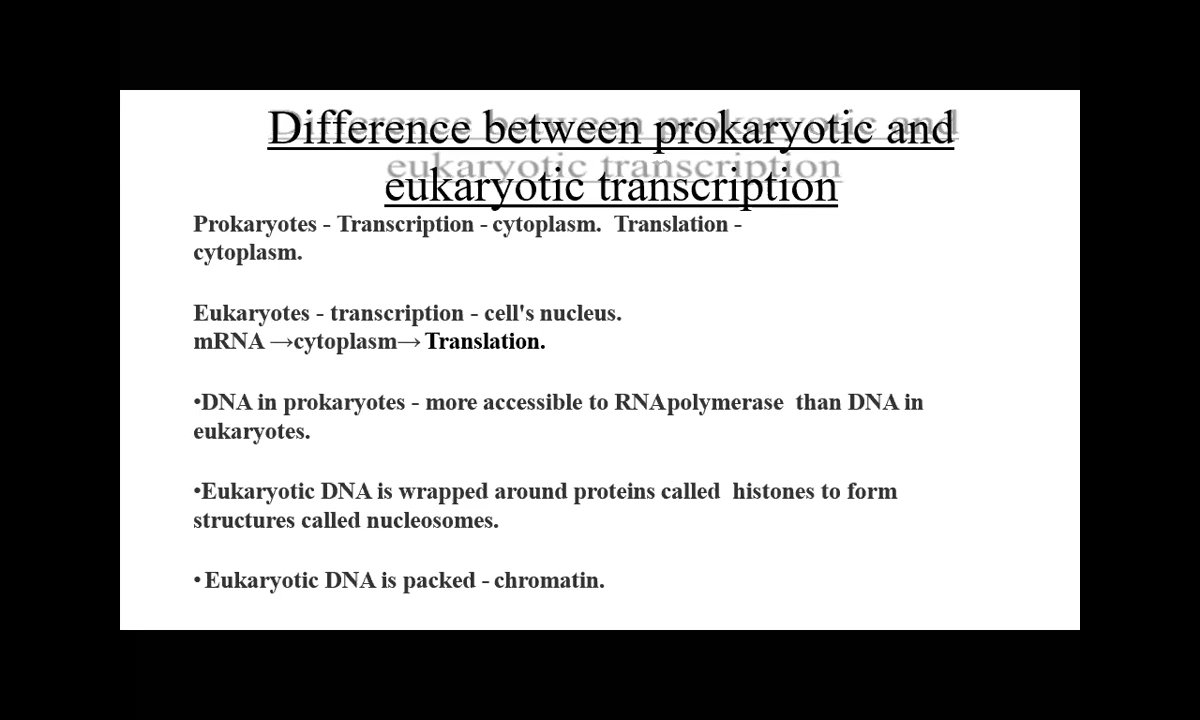 Difference between prokaryotic and
eukaryotic transcription
Prokaryotes - Transcription - cytoplasm. Translation -
cytoplasm.
Eukaryotes - transcription - cell's nucleus.
mRNA →cytoplasm→ Translation.
•DNA in prokaryotes - more accessible to RNApolymerase than DNA in
eukaryotes.
•Eukaryotic DNA is wrapped around proteins called histones to form
structures called nucleosomes.
• Eukaryotic DNA is packed - chromatin.